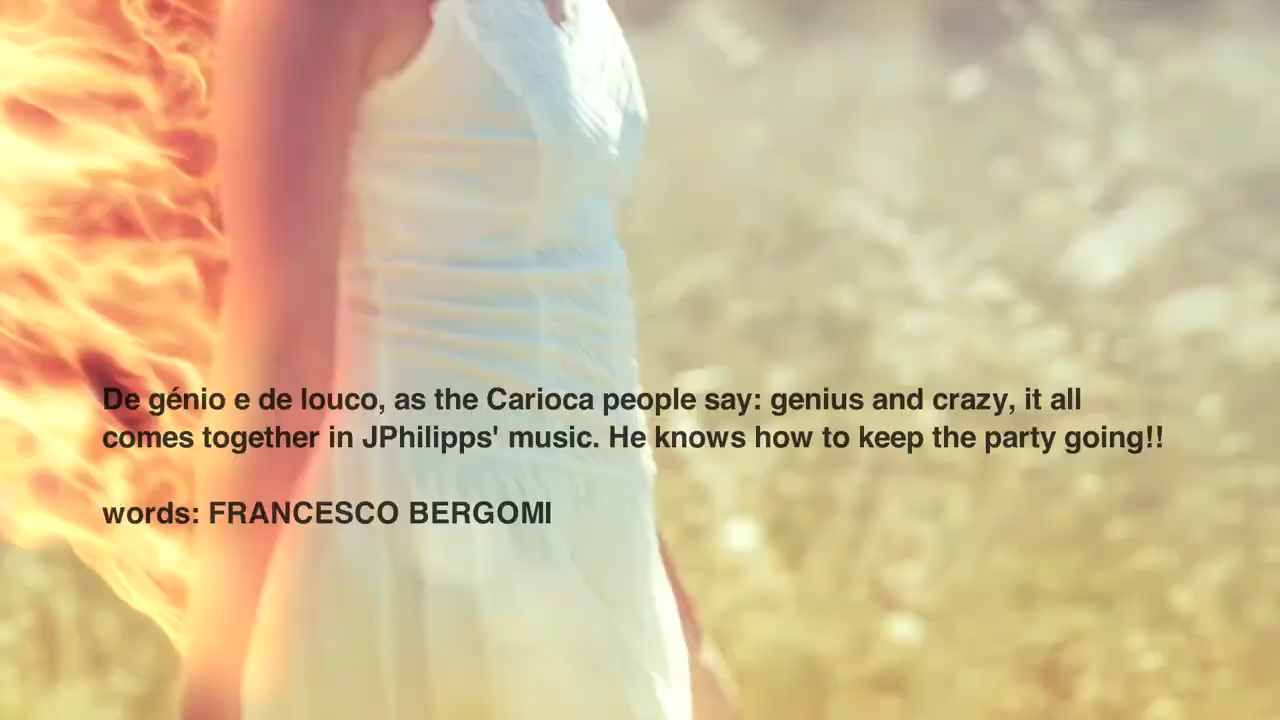 De génio e de louco, as the Carioca people say: genius and crazy, it all
comes together in JPhilipps' music. He knows how to keep the party going!!
words: FRANCESCO BERGOMI